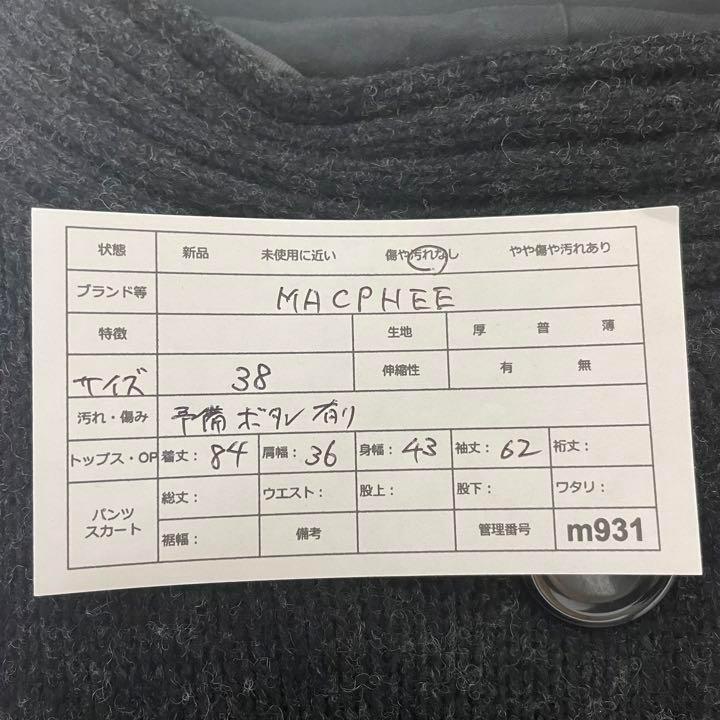 状態 新品 未使用に近い 傷や汚れなし やや傷や汚れあり
ブランド等 MACPHEE
特徴 生地 厚 普 薄
サイズ 38 伸縮性 有 無
汚れ・傷み 予備ボタン有り
トップス・OP 着丈：84 肩幅：36 身幅：43 袖丈：62 裄丈：
パンツ スカート 総丈： ウエスト： 股上： 股下： ワタリ：
裾幅： 備考 管理番号 m931